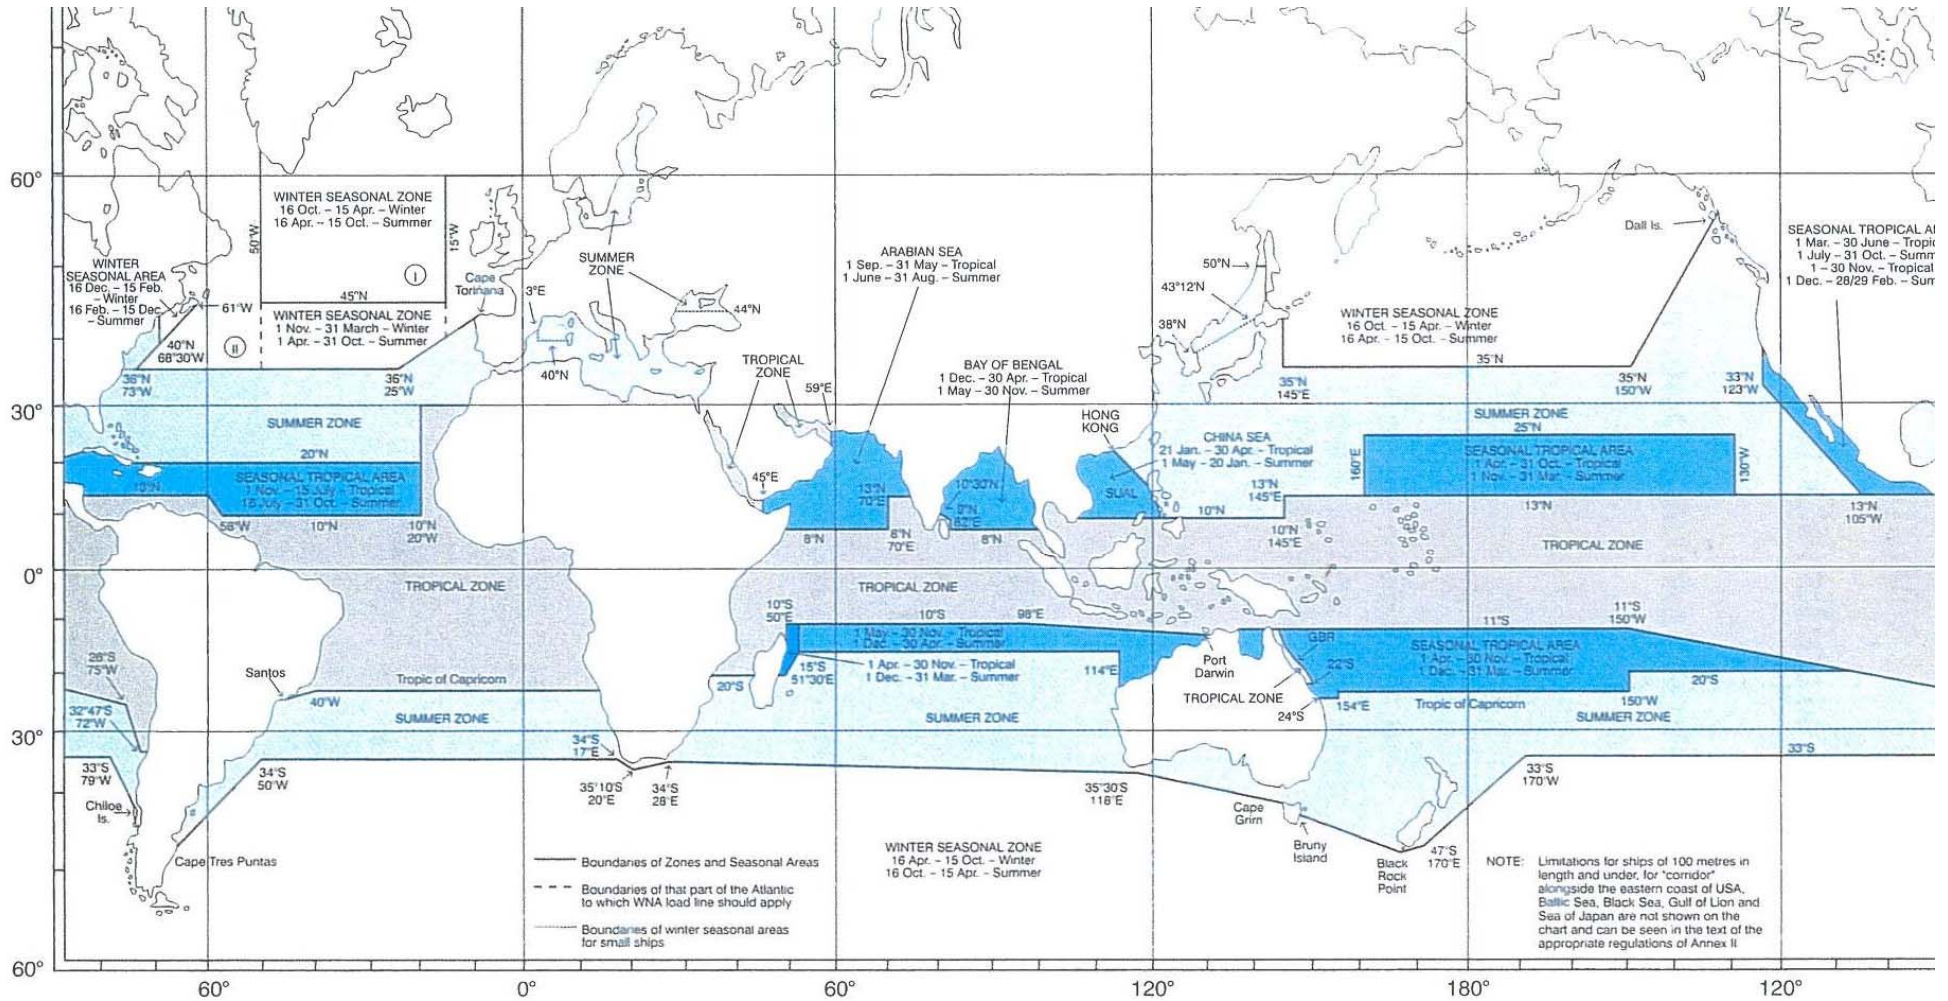 60°
30°
0°
30°
60°
60°
0°
60°
120°
180°
120°
WINTER SEASONAL ZONE
16 Oct. – 15 Apr. – Winter
16 Apr. – 15 Oct. – Summer
50°W
15°W
I
45°N
WINTER SEASONAL ZONE
1 Nov. – 31 March – Winter
1 Apr. – 31 Oct. – Summer
WINTER
SEASONAL AREA
16 Dec. – 15 Feb.
– Winter
16 Feb. – 15 Dec.
– Summer
61°W
40°N
68°30'W
II
36°N
73°W
36°N
25°W
Cape
Toriñana
3°E
SUMMER
ZONE
44°N
40°N
ARABIAN SEA
1 Sep. – 31 May – Tropical
1 June – 31 Aug. – Summer
TROPICAL
ZONE
59°E
45°E
BAY OF BENGAL
1 Dec. – 30 Apr. – Tropical
1 May – 30 Nov. – Summer
HONG
KONG
CHINA SEA
21 Jan. – 30 Apr. – Tropical
1 May – 20 Jan. – Summer
SUAL
50°N
43°12'N
38°N
WINTER SEASONAL ZONE
16 Oct. – 15 Apr. – Winter
16 Apr. – 15 Oct. – Summer
35°N
35°N
145°E
35°N
150°W
33°N
123°W
Dall Is.
SEASONAL TROPICAL AR
1 Mar. – 30 June – Tropic
1 July – 31 Oct. – Summ
1 – 30 Nov. – Tropical
1 Dec. – 28/29 Feb. – Sum
SUMMER ZONE
20°N
SEASONAL TROPICAL AREA
1 Nov. – 15 July – Tropical
16 July – 31 Oct. – Summer
10°N
58°W
10°N
10°N
20°W
13°N
70°E
10°30'N
9°N
82°E
8°N
8°N
70°E
8°N
13°N
145°E
10°N
10°N
145°E
SUMMER ZONE
25°N
160°E
SEASONAL TROPICAL AREA
1 Apr. – 31 Oct. – Tropical
1 Nov. – 31 Mar. – Summer
130°W
13°N
13°N
105°W
TROPICAL ZONE
TROPICAL ZONE
TROPICAL ZONE
10°S
50°E
10°S
98°E
1 May – 30 Nov. – Tropical
1 Dec. – 30 Apr. – Summer
15°S
51°30'E
1 Apr. – 30 Nov. – Tropical
1 Dec. – 31 Mar. – Summer
114°E
20°S
Port
Darwin
GBR
22°S
TROPICAL ZONE
24°S
154°E
11°S
11°S
150°W
SEASONAL TROPICAL AREA
1 Apr. – 30 Nov. – Tropical
1 Dec. – 31 Mar. – Summer
20°S
Tropic of Capricorn
150°W
SUMMER ZONE
33°S
Santos
Tropic of Capricorn
40°W
SUMMER ZONE
SUMMER ZONE
75°W
32°47'S
72°W
33°S
79°W
Chiloe
Is.
34°S
50°W
Cape Tres Puntas
34°S
17°E
35°10'S
20°E
34°S
28°E
35°30'S
118°E
Cape
Grim
Bruny
Island
Black
Rock
Point
47°S
170°E
33°S
170°W
WINTER SEASONAL ZONE
16 Apr. – 15 Oct. – Winter
16 Oct. – 15 Apr. – Summer
Boundaries of Zones and Seasonal Areas
Boundaries of that part of the Atlantic
to which WNA load line should apply
Boundaries of winter seasonal areas
for small ships
NOTE: Limitations for ships of 100 metres in
length and under, for "corridor"
alongside the eastern coast of USA,
Baltic Sea, Black Sea, Gulf of Lion and
Sea of Japan are not shown on the
chart and can be seen in the text of the
appropriate regulations of Annex II